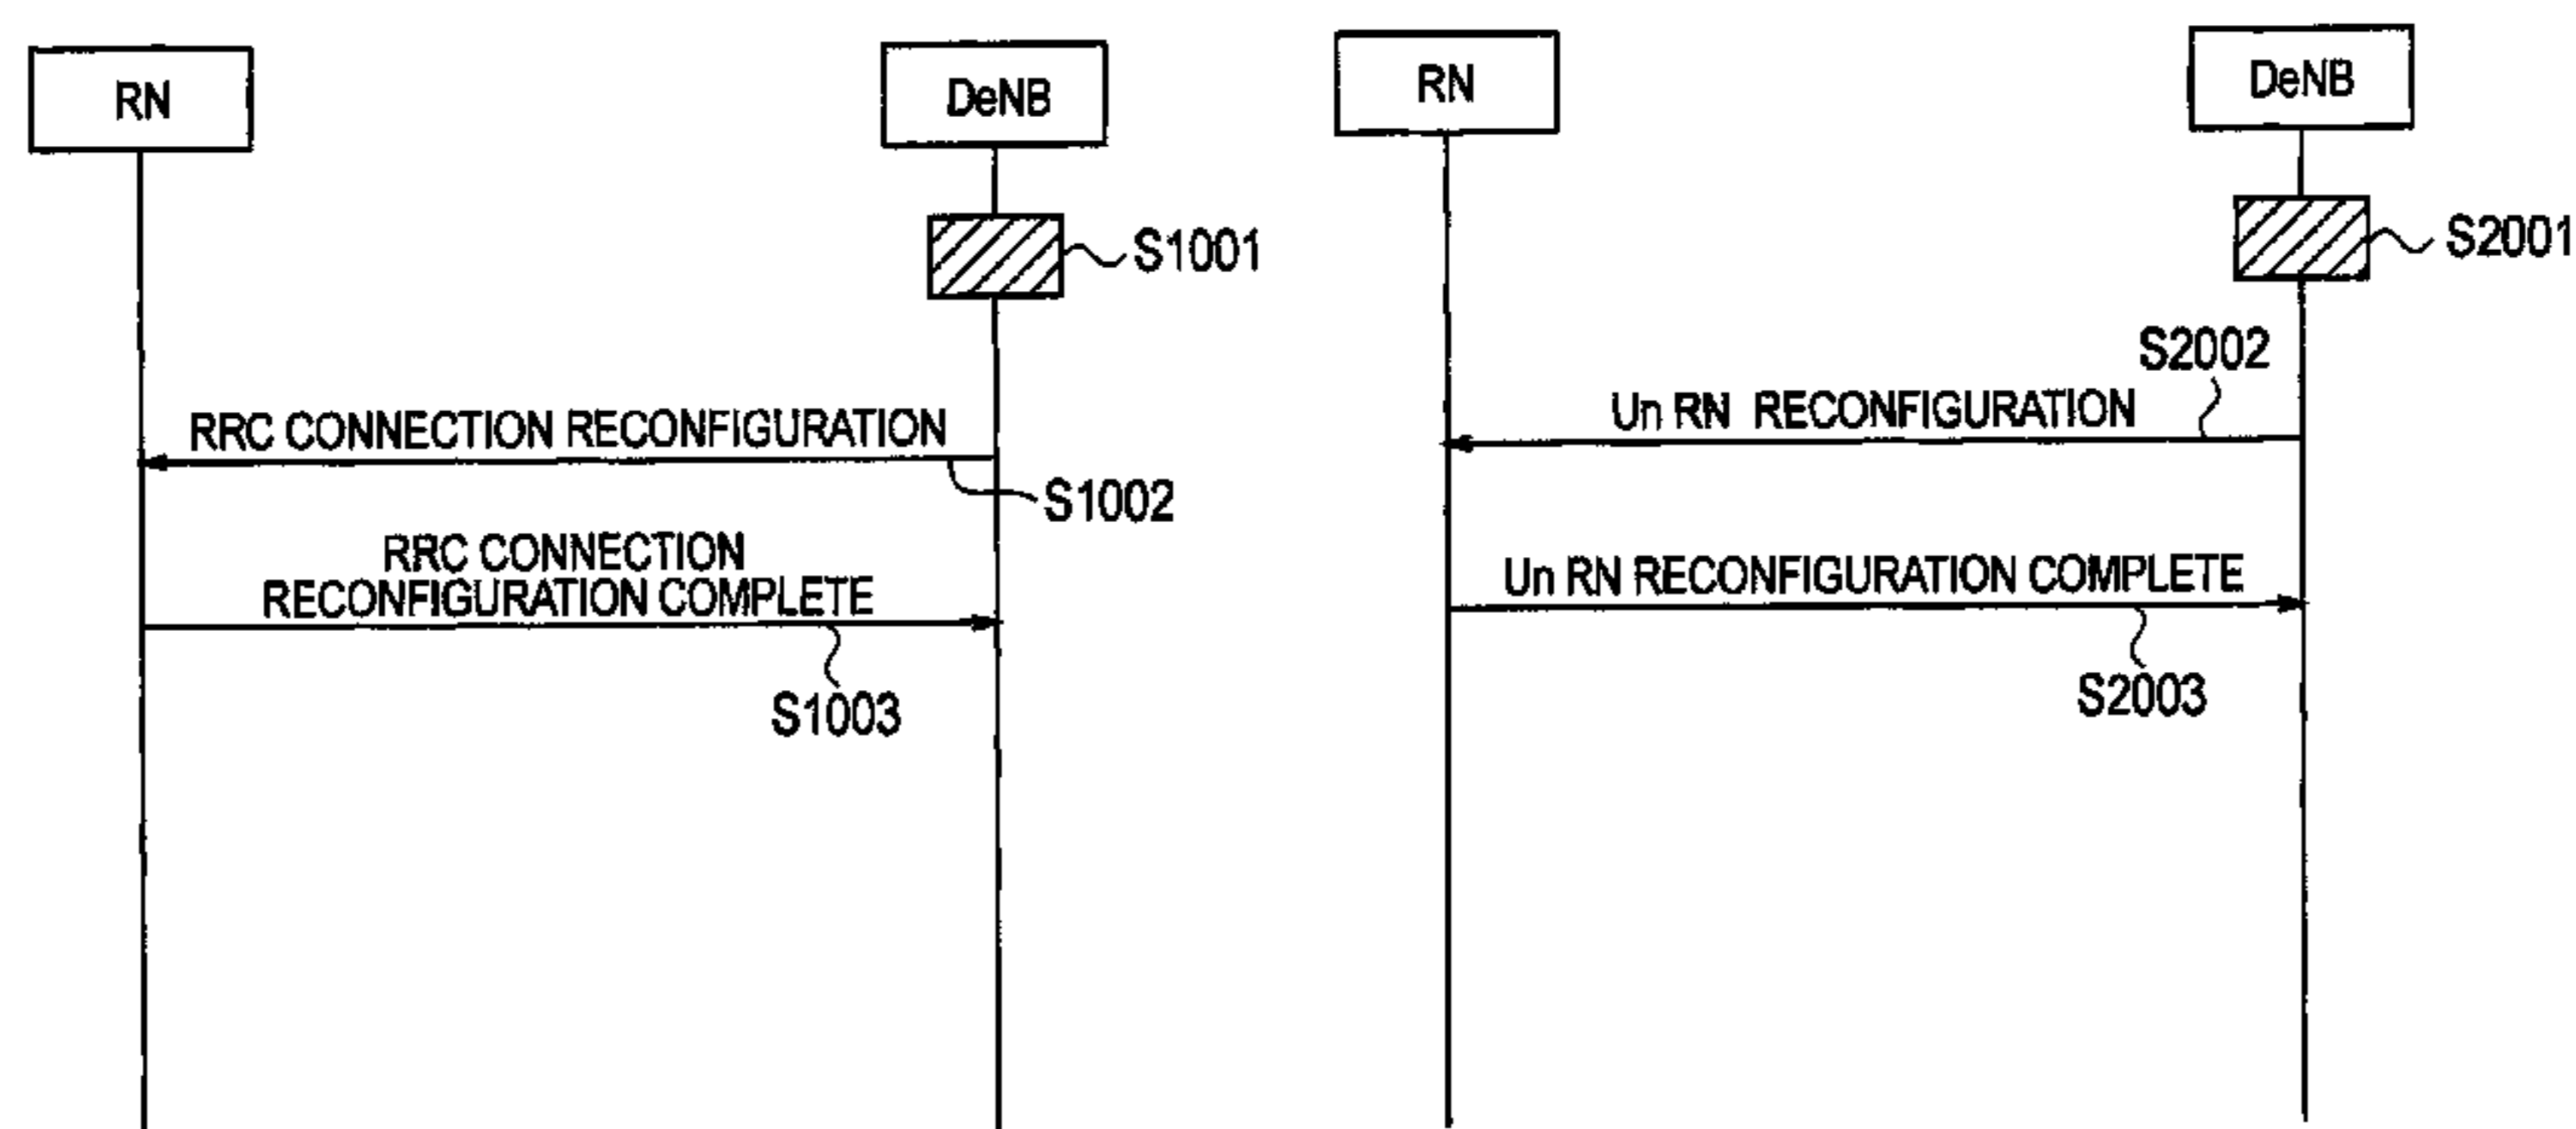 RN
DeNB
S1001
RRC CONNECTION RECONFIGURATION
S1002
RRC CONNECTION
RECONFIGURATION COMPLETE
S1003
RN
DeNB
S2001
S2002
Un RN RECONFIGURATION
Un RN RECONFIGURATION COMPLETE
S2003